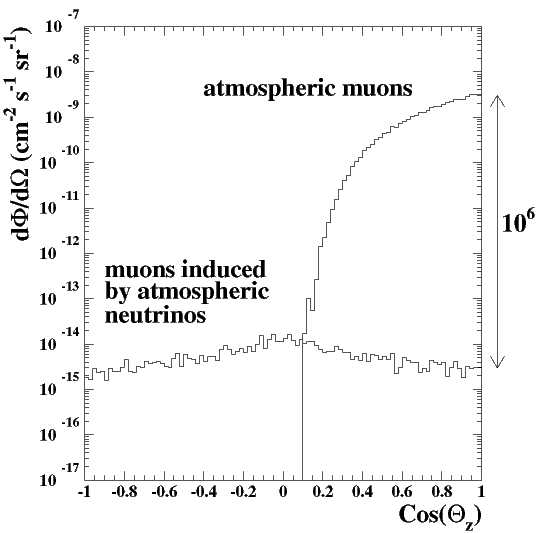 dΦ/dΩ (cm⁻² s⁻¹ sr⁻¹)
10⁻⁷
10⁻⁸
10⁻⁹
10⁻¹⁰
10⁻¹¹
10⁻¹²
10⁻¹³
10⁻¹⁴
10⁻¹⁵
10⁻¹⁶
10⁻¹⁷
atmospheric muons
10⁶
muons induced
by atmospheric
neutrinos
-1 -0.8 -0.6 -0.4 -0.2 0 0.2 0.4 0.6 0.8 1
Cos(Θz)